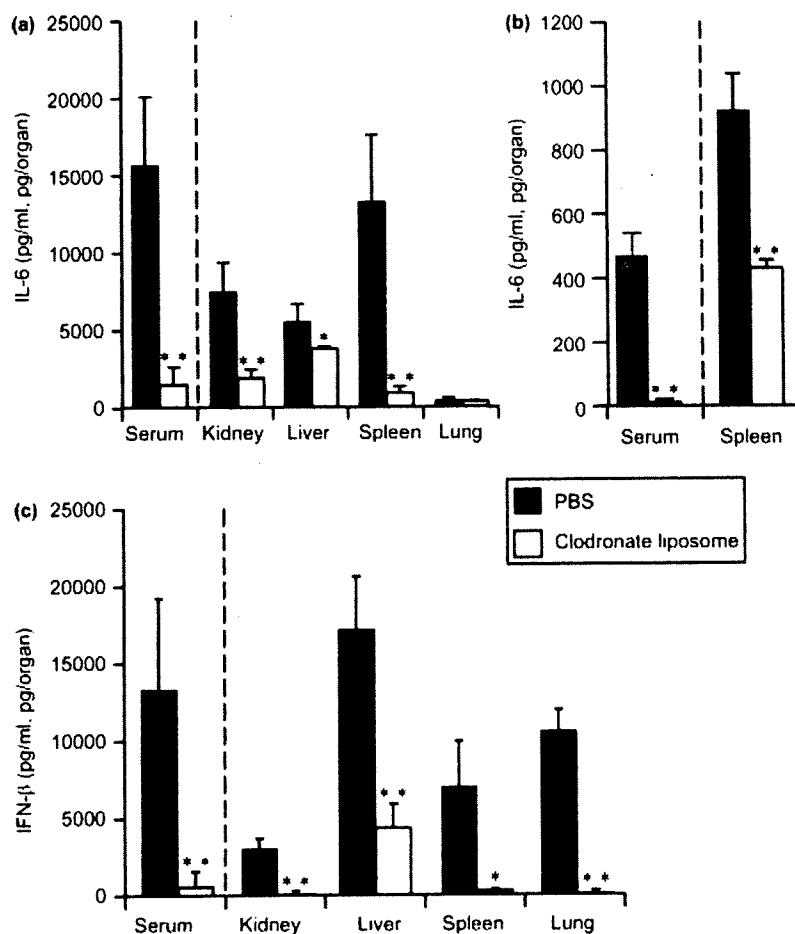 (a)
25000
20000
15000
10000
5000
0
IL-6 (pg/ml. pg/organ)
** ** * **
Serum Kidney Liver Spleen Lung
(b)
1200
1000
800
600
400
200
0
IL-6 (pg/ml, pg/organ)
** **
Serum Spleen
PBS
Clodronate liposome
(c)
25000
20000
15000
10000
5000
0
IFN-β (pg/ml. pg/organ)
** ** ** * **
Serum Kidney Liver Spleen Lung